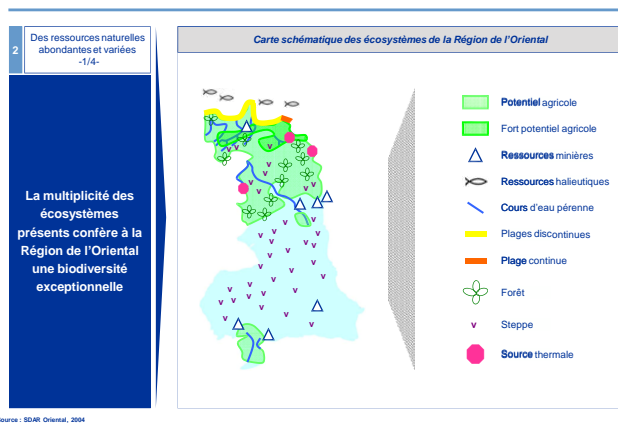 2
Des ressources naturelles
abondantes et variées
-1/4-
Carte schématique des écosystèmes de la Région de l'Oriental
La multiplicité des
écosystèmes
présents confère à la
Région de l'Oriental
une biodiversité
exceptionnelle
Potentiel agricole
Fort potentiel agricole
Ressources minières
Ressources halieutiques
Cours d'eau pérenne
Plages discontinues
Plage continue
Forêt
v Steppe
Source thermale
Source : SDAR Oriental, 2004